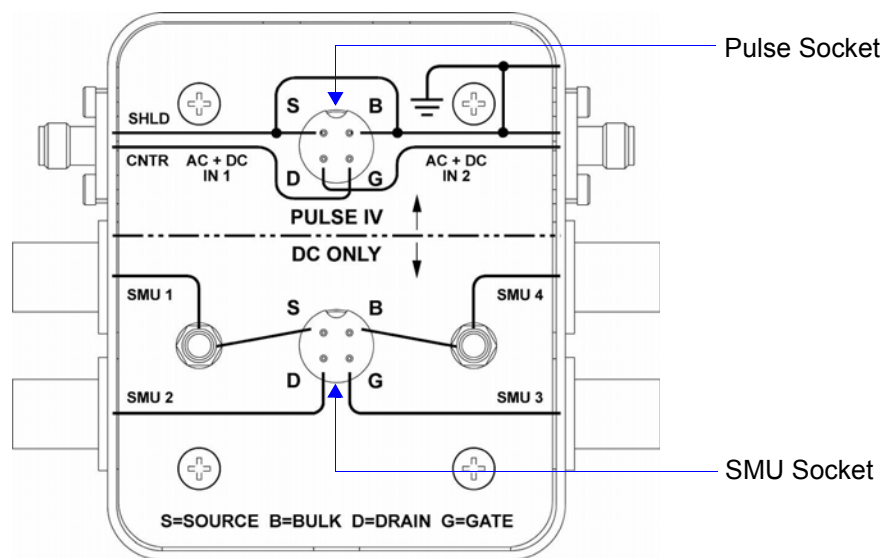 Pulse Socket
S B
SHLD
CNTR AC + DC IN 1 AC + DC IN 2
D G
PULSE IV
DC ONLY
SMU 1 SMU 4
S B
D G
SMU 2 SMU 3
SMU Socket
S=SOURCE B=BULK D=DRAIN G=GATE